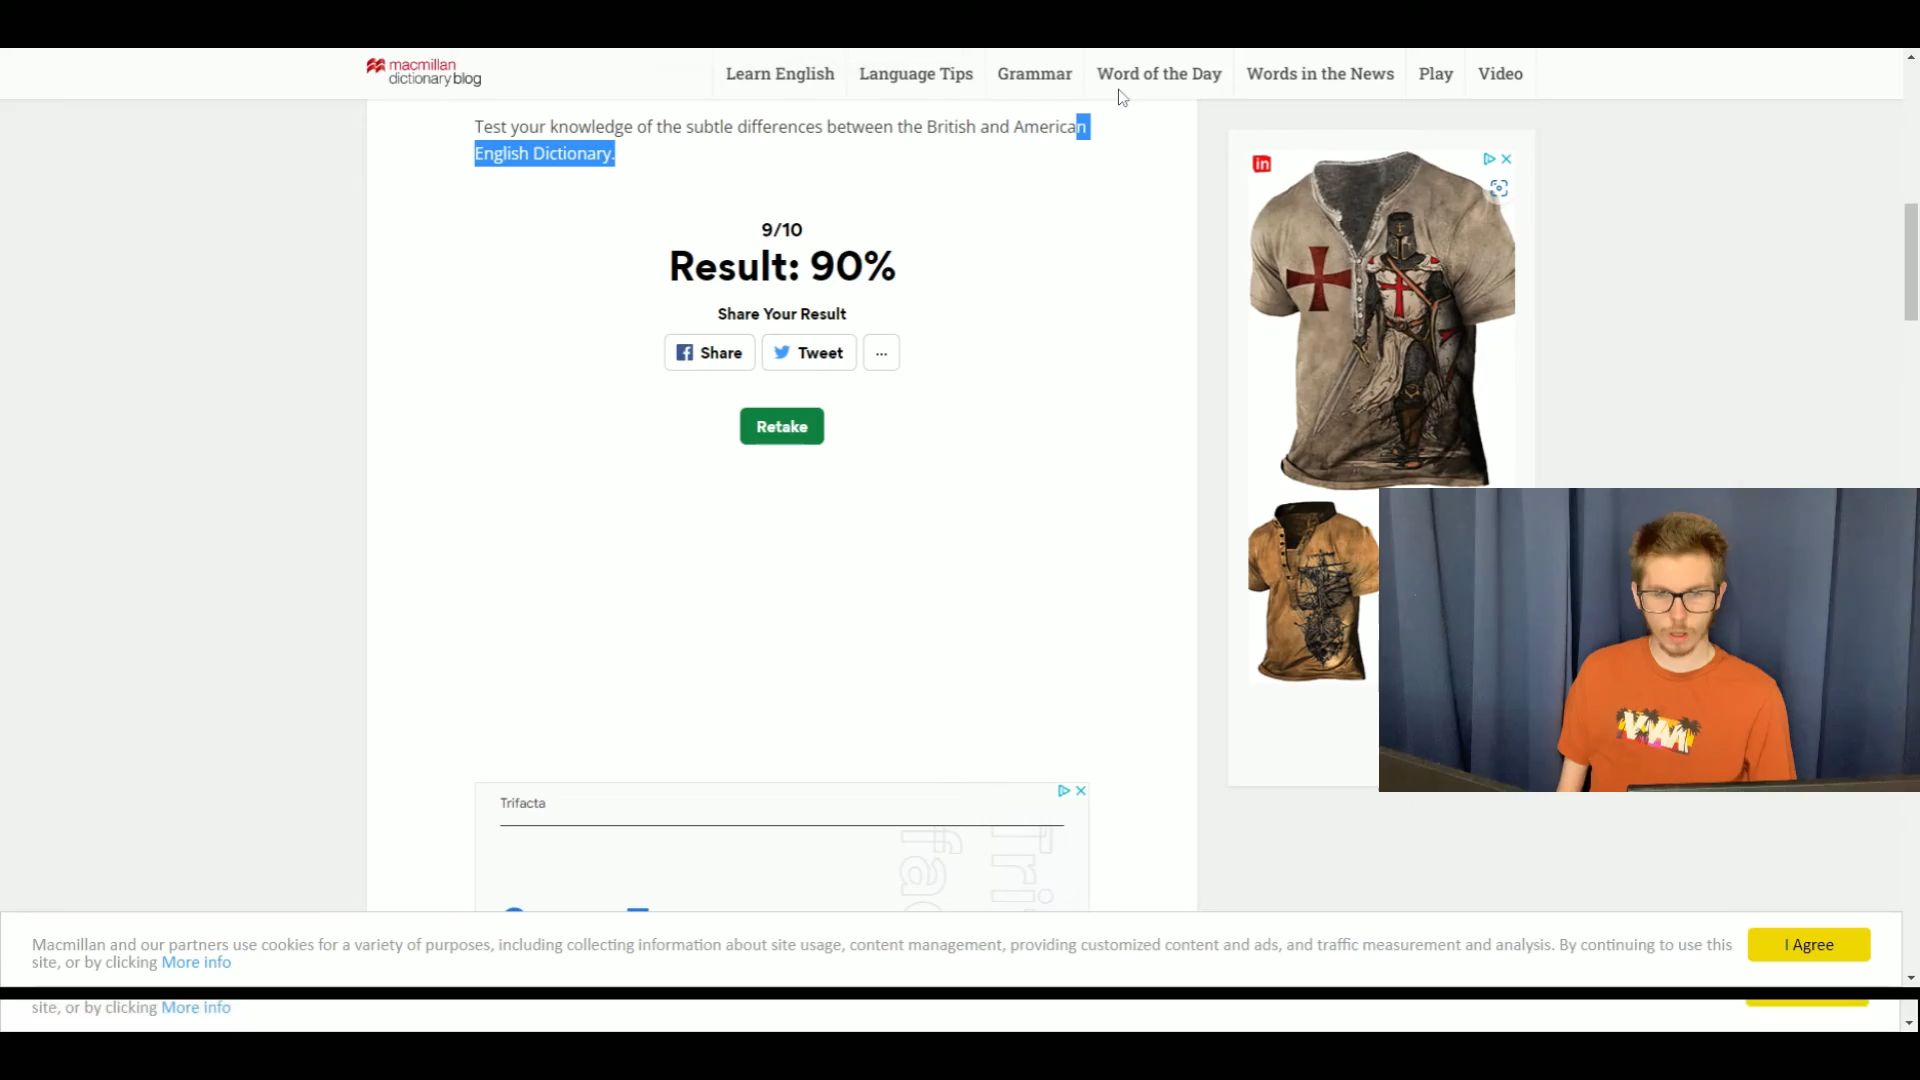 macmillan
dictionary blog
Learn English
Language Tips
Grammar
Word of the Day
Words in the News
Play
Video
Test your knowledge of the subtle differences between the British and American
English Dictionary.
in
9/10
Result: 90%
Share Your Result
Share
Tweet
...
Retake
Trifacta
Macmillan and our partners use cookies for a variety of purposes, including collecting information about site usage, content management, providing customized content and ads, and traffic measurement and analysis. By continuing to use this
site, or by clicking More info
I Agree
site, or by clicking More info